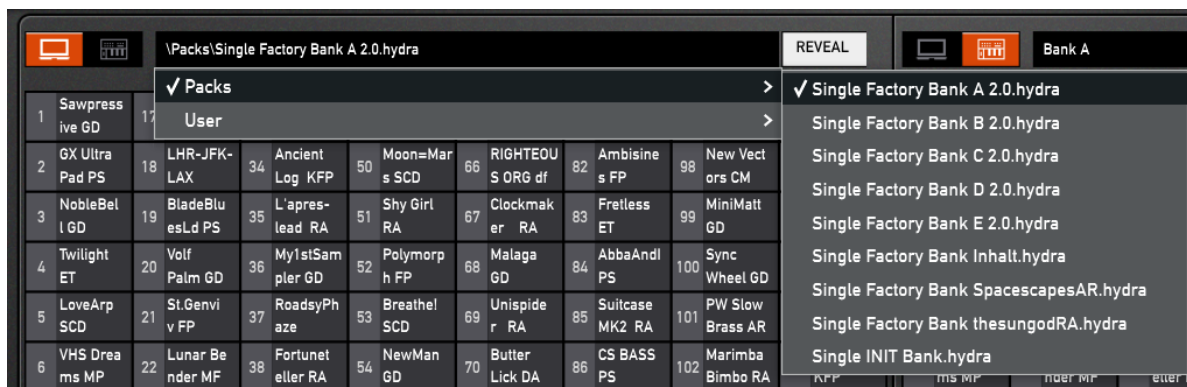 \Packs\Single Factory Bank A 2.0.hydra
REVEAL
Bank A
✓ Packs >
User >
✓ Single Factory Bank A 2.0.hydra
Single Factory Bank B 2.0.hydra
Single Factory Bank C 2.0.hydra
Single Factory Bank D 2.0.hydra
Single Factory Bank E 2.0.hydra
Single Factory Bank Inhalt.hydra
Single Factory Bank SpacescapesAR.hydra
Single Factory Bank thesungodRA.hydra
Single INIT Bank.hydra
1 Sawpress
ive GD
17
2 GX Ultra
Pad PS
18 LHR-JFK-
LAX
34 Ancient
Log KFP
50 Moon=Mar
s SCD
66 RIGHTEOU
S ORG df
82 Ambisine
s FP
98 New Vect
ors CM
3 NobleBel
l GD
19 BladeBlu
esLd PS
35 L'apres-
lead RA
51 Shy Girl
RA
67 Clockmak
er RA
83 Fretless
ET
99 MiniMatt
GD
4 Twilight
ET
20 Volf
Palm GD
36 My1stSam
pler GD
52 Polymorp
h FP
68 Malaga
GD
84 AbbaAndI
PS
100 Sync
Wheel GD
5 LoveArp
SCD
21 St.Genvi
v FP
37 RoadsyPh
aze
53 Breathe!
SCD
69 Unispide
r RA
85 Suitcase
MK2 RA
101 PW Slow
Brass AR
6 VHS Drea
ms MP
22 Lunar Be
nder MF
38 Fortunet
eller RA
54 NewMan
GD
70 Butter
Lick DA
86 CS BASS
PS
102 Marimba
Bimbo RA
KFP
ms MP
nder MF
eller